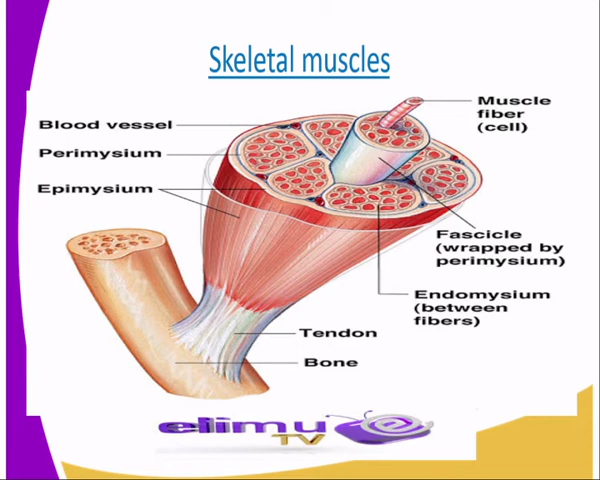 Skeletal muscles
Blood vessel
Perimysium
Epimysium
Muscle
fiber
(cell)
Fascicle
(wrapped by
perimysium)
Endomysium
(between
fibers)
Tendon
Bone
elimu
TV